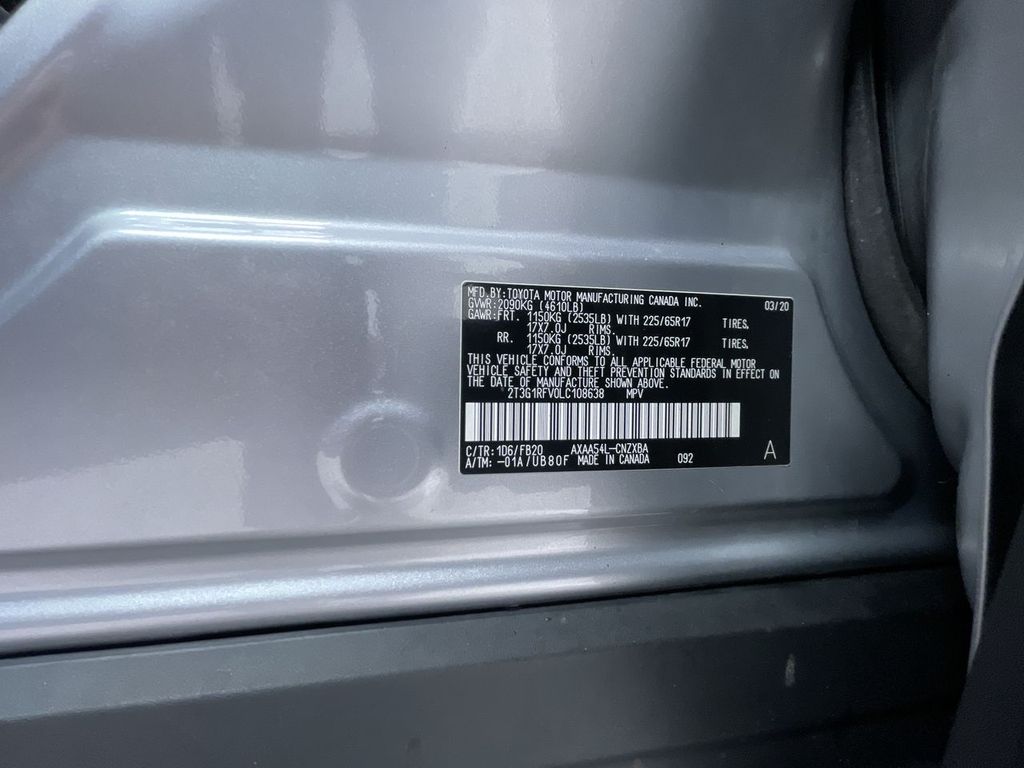 MFD.BY:TOYOTA MOTOR MANUFACTURING CANADA INC. 03/20
GVWR:2090KG (4610LB)
GAWR:FRT. 1150KG (2535LB) WITH 225/65R17 TIRES,
17X7.0J RIMS.
RR. 1150KG (2535LB) WITH 225/65R17 TIRES,
17X7.0J RIMS.
THIS VEHICLE CONFORMS TO ALL APPLICABLE FEDERAL MOTOR
VEHICLE SAFETY AND THEFT PREVENTION STANDARDS IN EFFECT ON
THE DATE OF MANUFACTURE SHOWN ABOVE.
2T3G1RFV0LC108638 MPV
C/TR:1D6/FB20 AXAA54L-CNZXBA
A/TM: -01A/UB80F MADE IN CANADA 092 A